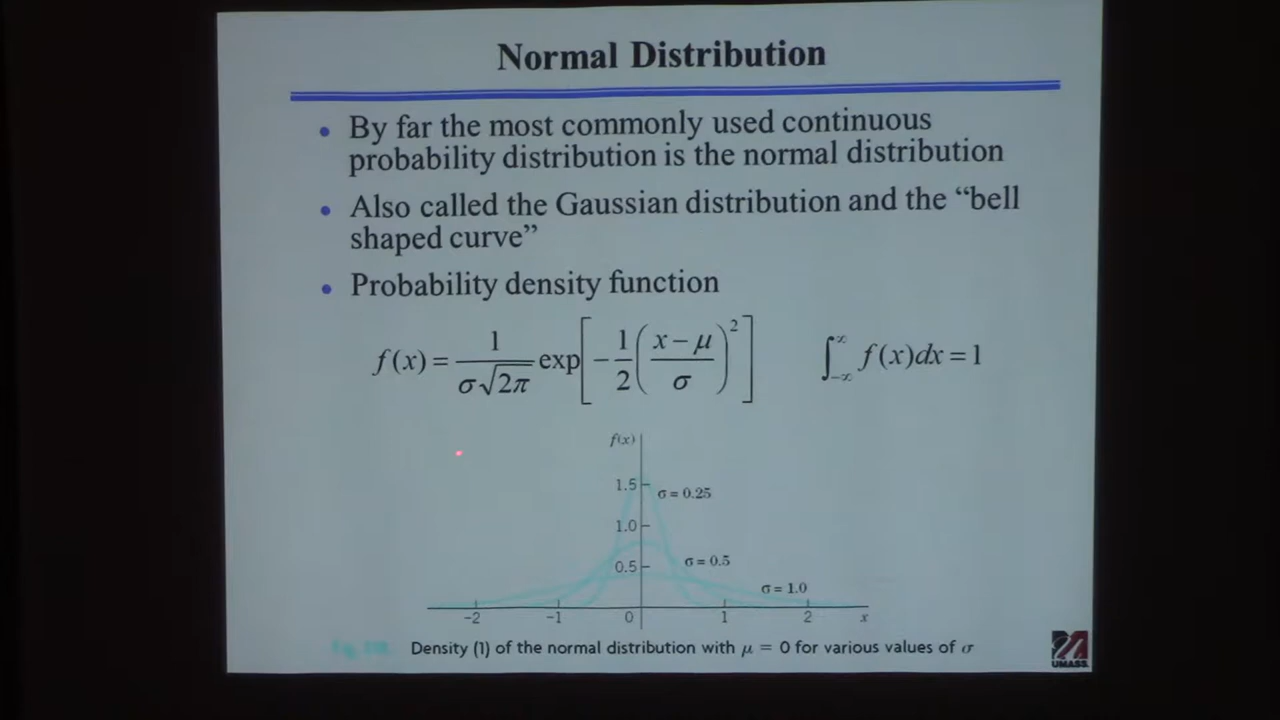 Normal Distribution
• By far the most commonly used continuous
probability distribution is the normal distribution
• Also called the Gaussian distribution and the “bell
shaped curve”
• Probability density function
f(x) = 1/(σ√2π) exp[−1/2((x−μ)/σ)²]  ∫_{-∞}^{∞} f(x)dx = 1
f(x)
1.5 σ = 0.25
1.0
0.5 σ = 0.5
σ = 1.0
-2 -1 0 1 2 x
Density (1) of the normal distribution with μ = 0 for various values of σ
UMASS